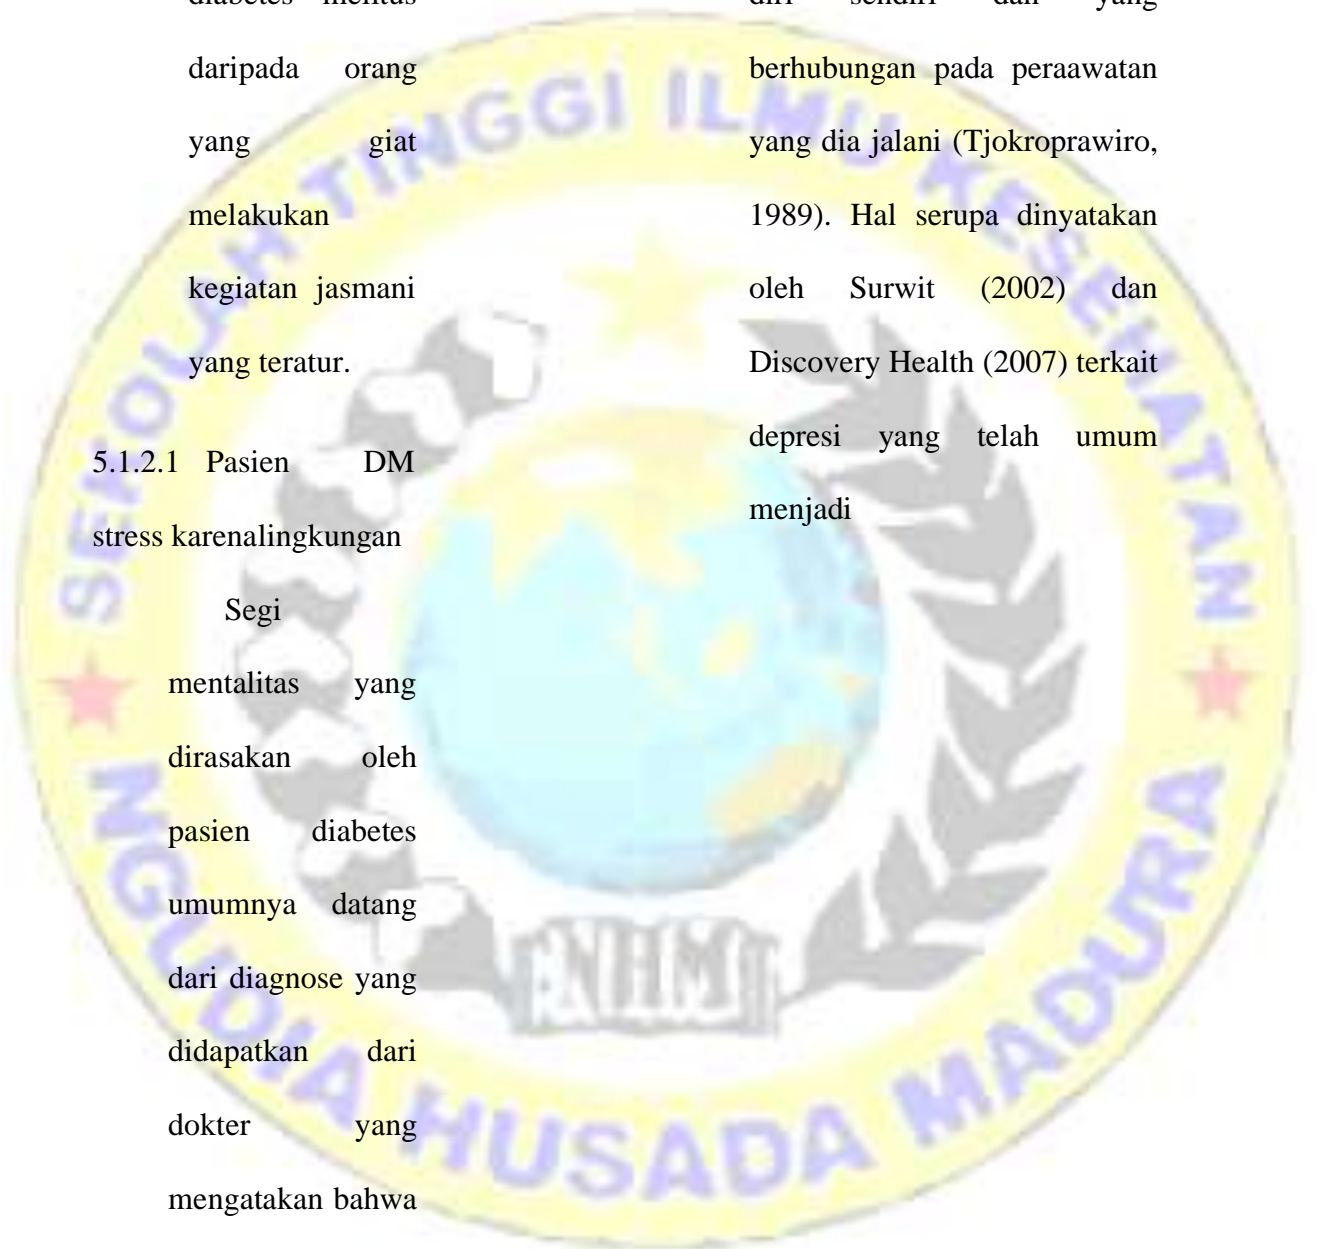 diabetes melitus
daripada orang
yang giat
melakukan
kegiatan jasmani
yang teratur.
5.1.2.1 Pasien DM
stress karenalingkungan
Segi
mentalitas yang
dirasakan oleh
pasien diabetes
umumnya datang
dari diagnose yang
didapatkan dari
dokter yang
mengatakan bahwa
diri sendiri dan yang
berhubungan pada peraawatan
yang dia jalani (Tjokroprawiro,
1989). Hal serupa dinyatakan
oleh Surwit (2002) dan
Discovery Health (2007) terkait
depresi yang telah umum
menjadi
SEKOLAH TINGGI ILMU KESEHATAN
NGUDIA HUSADA MADURA